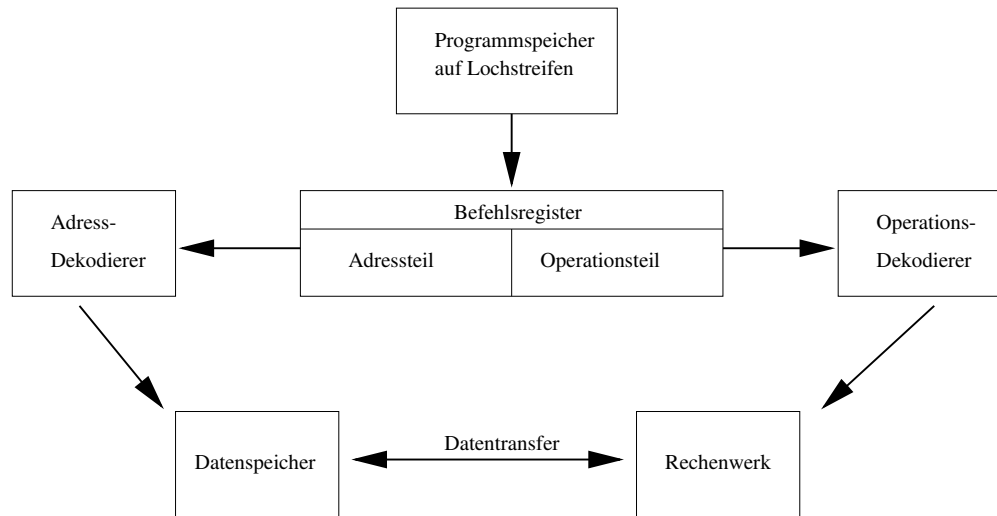 Programmspeicher
auf Lochstreifen
Befehlsregister
Adress-
Dekodierer
Adressteil
Operationsteil
Operations-
Dekodierer
Datentransfer
Datenspeicher
Rechenwerk